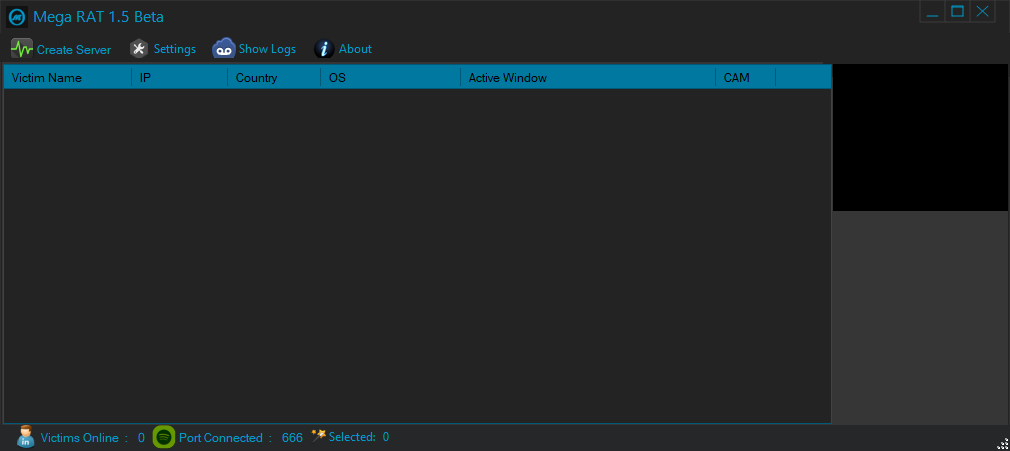 Mega RAT 1.5 Beta
Create Server Settings Show Logs About
Victim Name IP Country OS Active Window CAM
Victims Online : 0 Port Connected : 666 Selected: 0